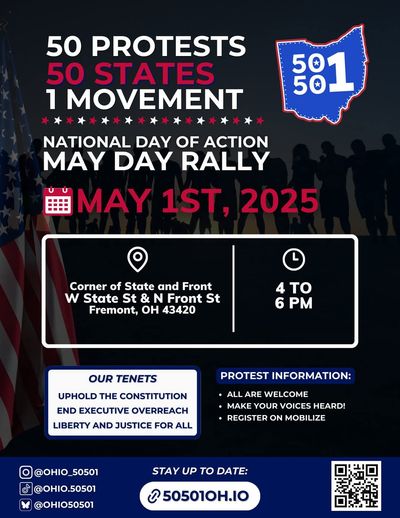 50 PROTESTS
50 STATES
1 MOVEMENT
50
50 1
NATIONAL DAY OF ACTION
MAY DAY RALLY
MAY 1ST, 2025
Corner of State and Front
W State St & N Front St
Fremont, OH 43420
4 TO
6 PM
OUR TENETS
UPHOLD THE CONSTITUTION
END EXECUTIVE OVERREACH
LIBERTY AND JUSTICE FOR ALL
PROTEST INFORMATION:
• ALL ARE WELCOME
• MAKE YOUR VOICES HEARD!
• REGISTER ON MOBILIZE
@OHIO_50501
@OHIO.50501
@OHIO50501
STAY UP TO DATE:
50501OH.IO